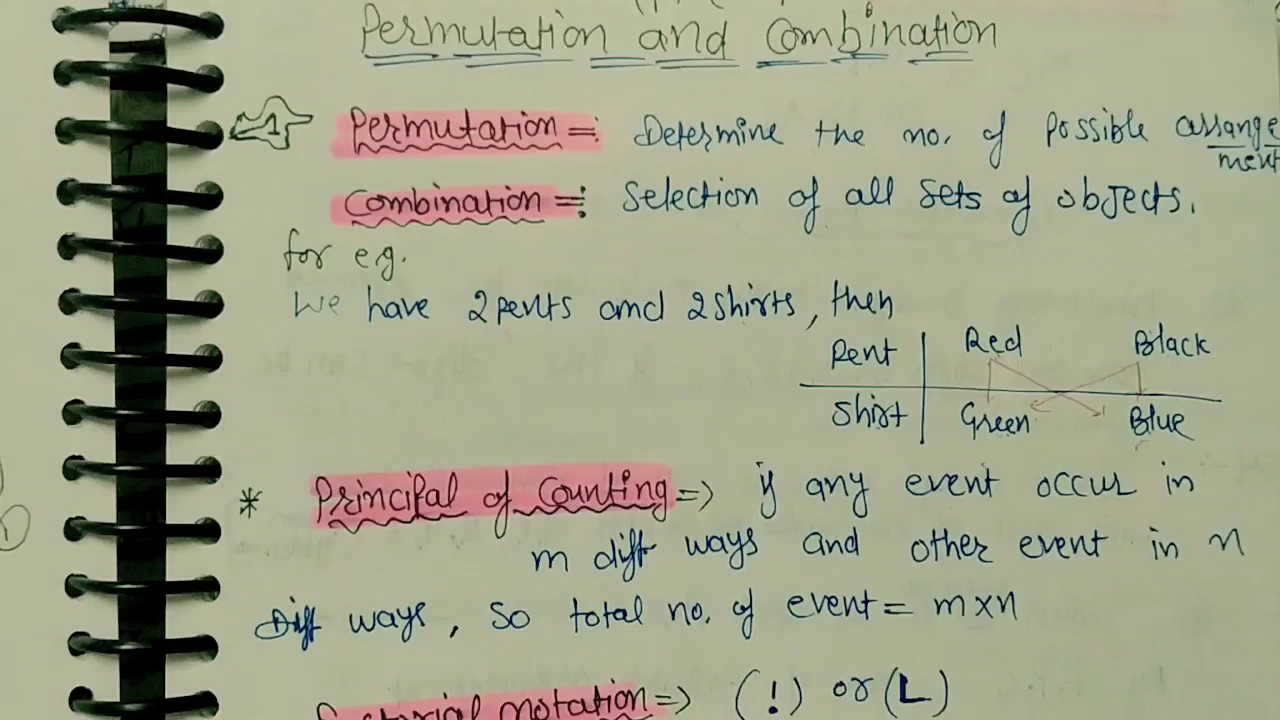 Permutation and Combination
1 Permutation =: Determine the no. of possible arrangement
Combination =: Selection of all sets of objects.
for e.g.
We have 2 pents and 2 shirts, then
Pent Red Black
Shirt Green Blue
* Principal of Counting => if any event occur in
m diff ways and other event in n
Diff ways, So total no. of event = m x n
notation => (!) or (L)